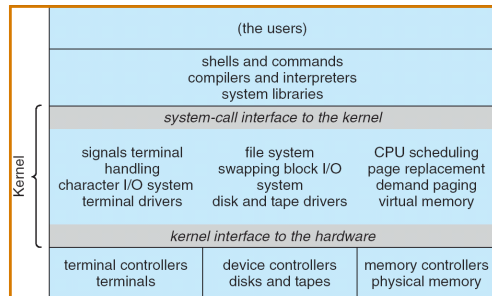 (the users)
shells and commands
compilers and interpreters
system libraries
system-call interface to the kernel
Kernel
signals terminal
handling
character I/O system
terminal drivers
file system
swapping block I/O
system
disk and tape drivers
CPU scheduling
page replacement
demand paging
virtual memory
kernel interface to the hardware
terminal controllers
terminals
device controllers
disks and tapes
memory controllers
physical memory